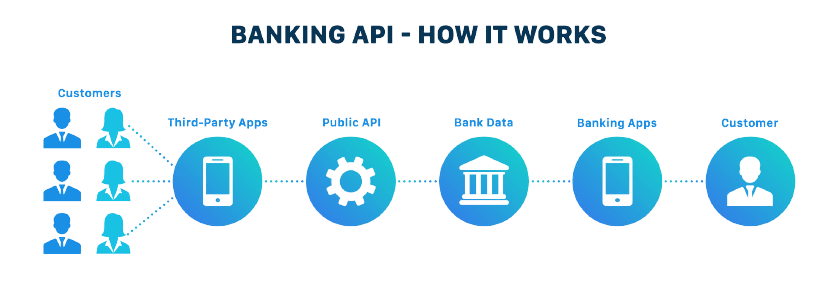 BANKING API - HOW IT WORKS
Customers
Third-Party Apps
Public API
Bank Data
Banking Apps
Customer